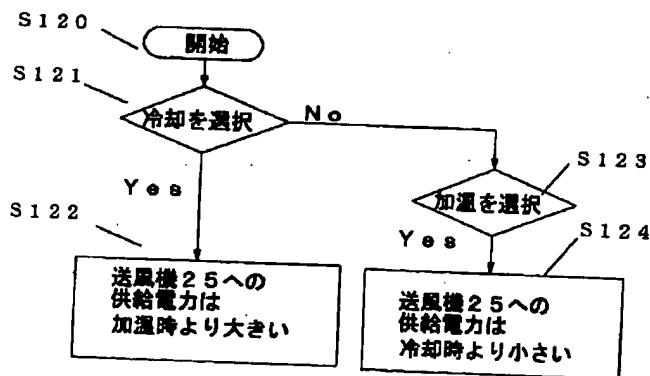 S120
開始
S121
冷却を選択
No
S123
加温を選択
Yes
S122
Yes
S124
送風機25への
供給電力は
加温時より大きい
送風機25への
供給電力は
冷却時より小さい